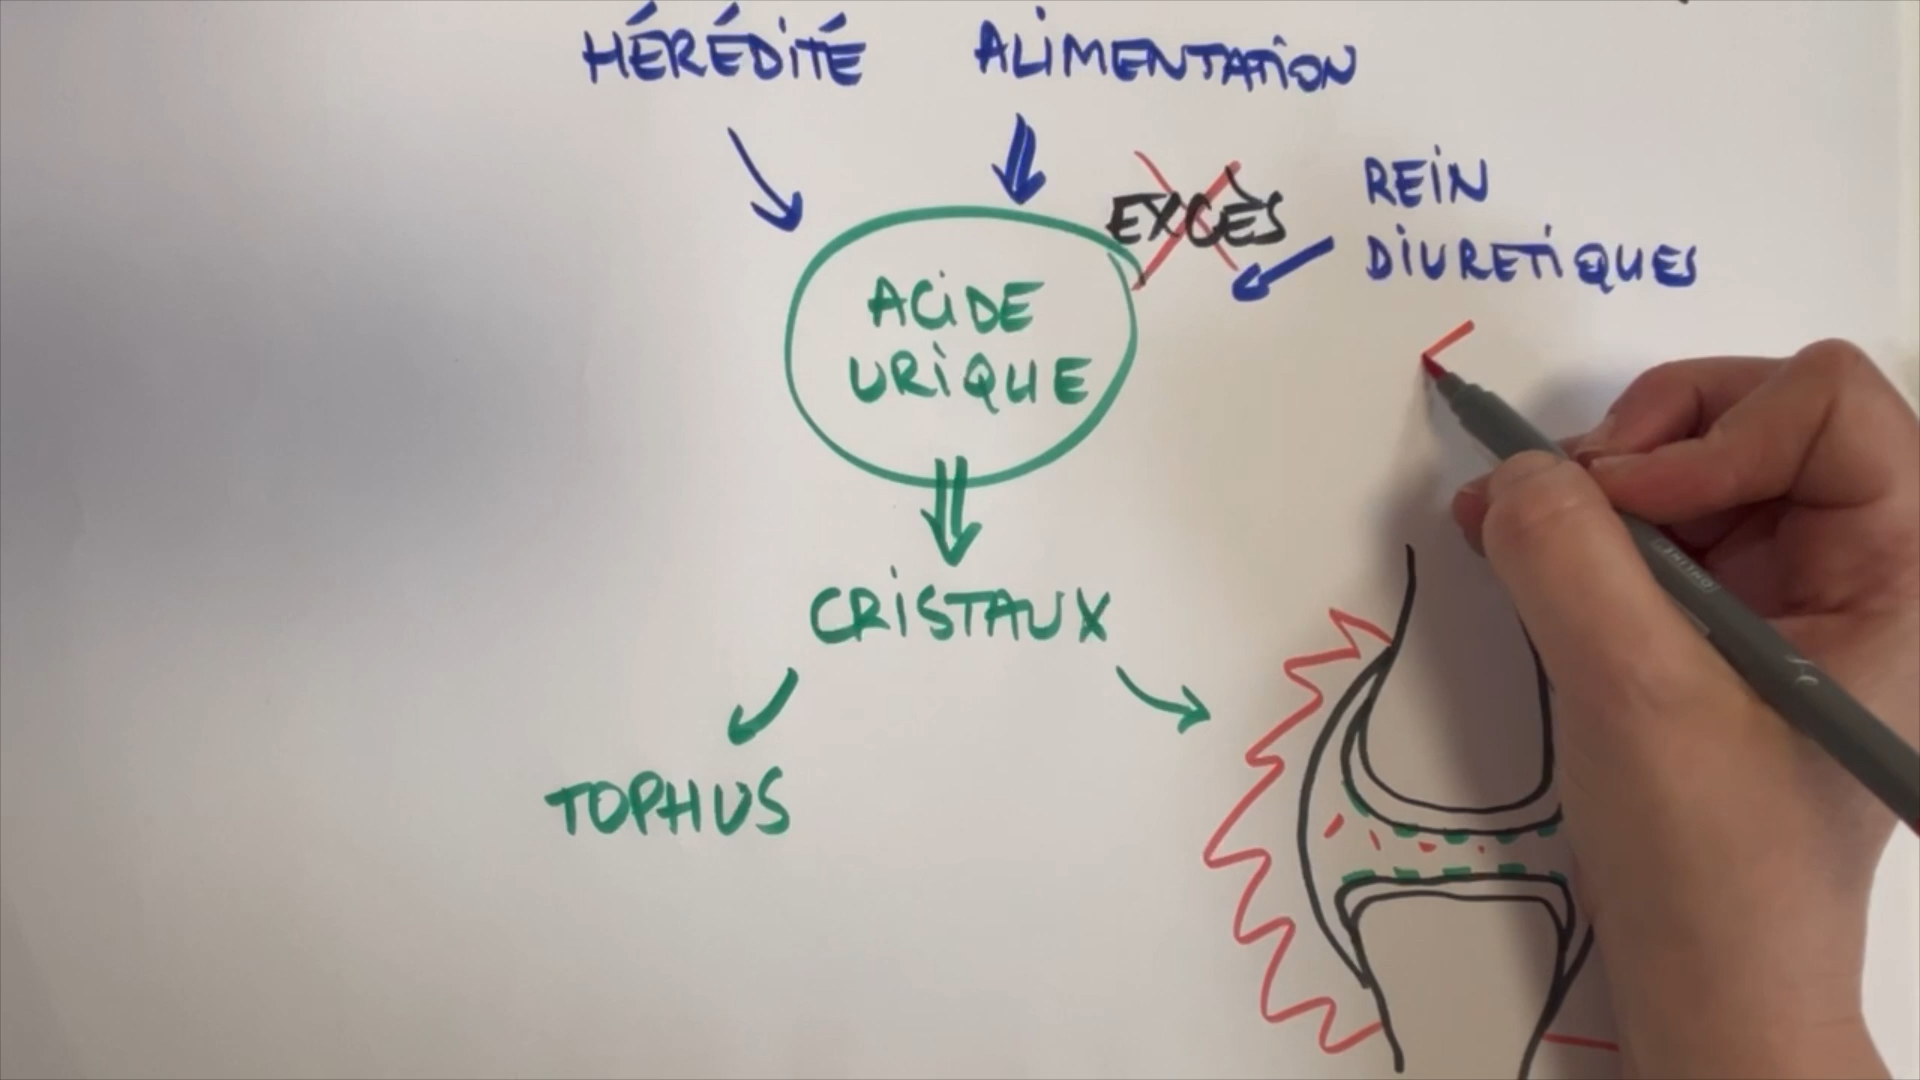 HÉRÉDITÉ
ALIMENTATION
EXCÈS
REIN
DIURETIQUES
ACIDE
URIQUE
CRISTAUX
TOPHUS